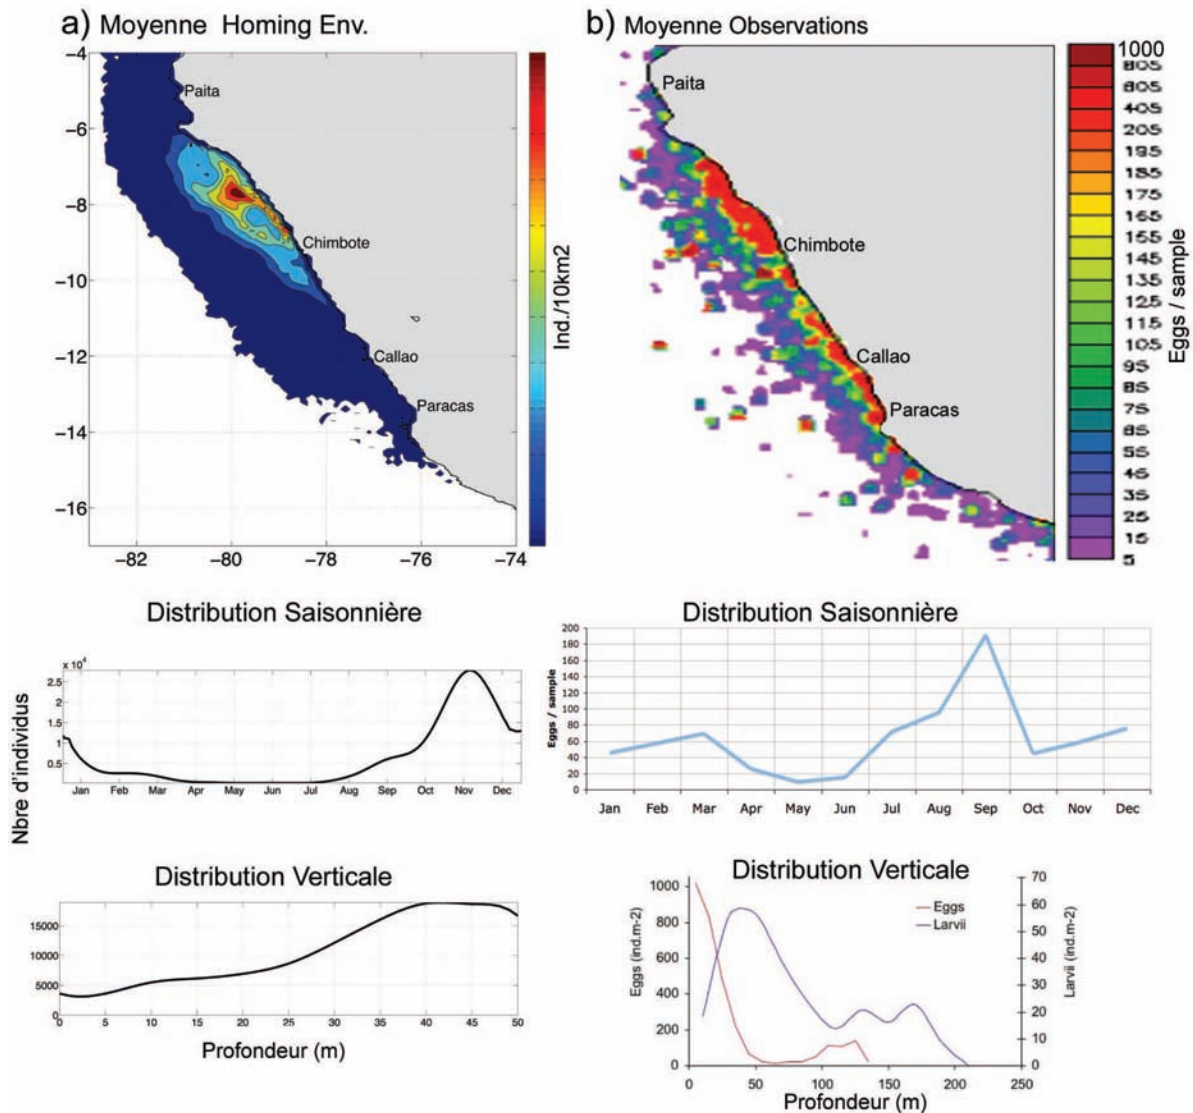 a) Moyenne Homing Env.
−4
−6
−8
−10
−12
−14
−16
−82
−80
−78
−76
−74
Paita
Chimbote
Callao
Paracas
Ind./10km2
b) Moyenne Observations
Paita
Chimbote
Callao
Paracas
1000
805
605
405
205
195
185
175
165
155
145
135
125
115
105
95
85
75
65
55
45
35
25
15
5
Eggs / sample
Distribution Saisonnière
x 10⁴
2.5
2
1.5
1
0.5
Jan Feb Mar Apr May Jun Jul Aug Sep Oct Nov Dec
Nbre d'individus
Distribution Saisonnière
200
180
160
140
120
100
80
60
40
20
0
Eggs / sample
Jan Feb Mar Apr May Jun Jul Aug Sep Oct Nov Dec
Distribution Verticale
15000
10000
5000
0
0 5 10 15 20 25 30 35 40 45 50
Profondeur (m)
Distribution Verticale
1000
800
600
400
200
0
Eggs (ind.m-2)
Eggs
Larvii
70
60
50
40
30
20
10
0
Larvii (ind.m-2)
0 50 100 150 200 250
Profondeur (m)